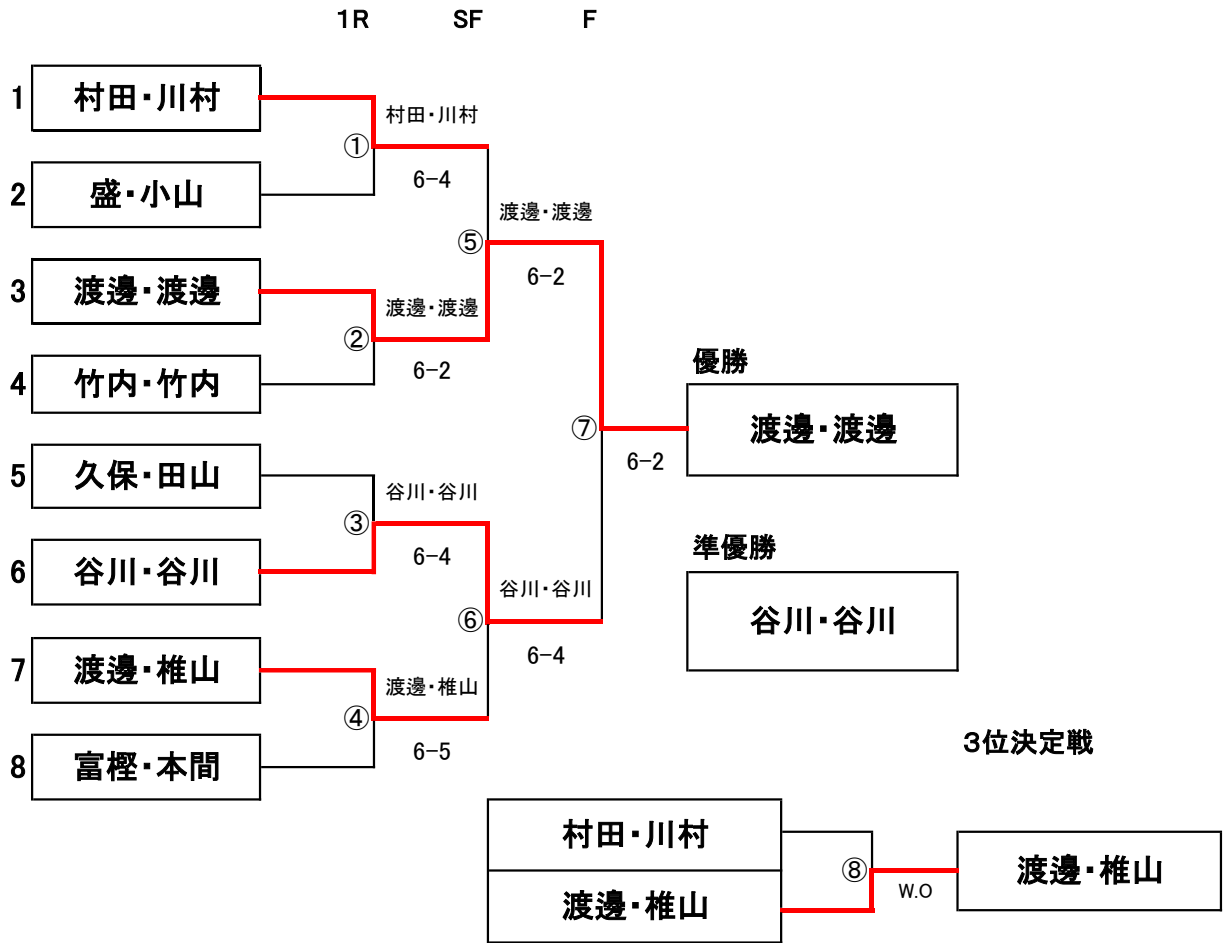 1R SF F
1 村田・川村
村田・川村
①
6-4
2 盛・小山
渡邊・渡邊
⑤
6-2
3 渡邊・渡邊
渡邊・渡邊
②
6-2
4 竹内・竹内
優勝
渡邊・渡邊
⑦
6-2
5 久保・田山
谷川・谷川
③
6-4
準優勝
谷川・谷川
6 谷川・谷川
谷川・谷川
⑥
6-4
7 渡邊・椎山
渡邊・椎山
④
6-5
8 富樫・本間
3位決定戦
村田・川村
渡邊・椎山
⑧
W.O
渡邊・椎山